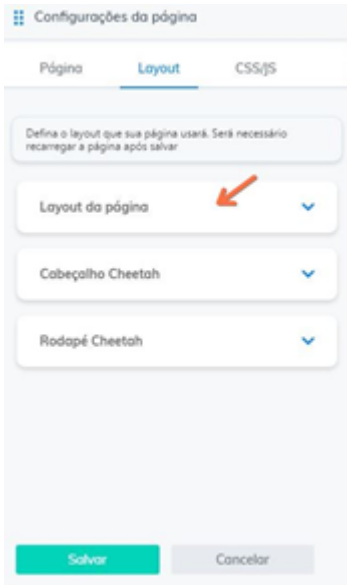 Configurações da página
Página Layout CSS/JS
Defina o layout que sua página usará. Será necessário
recarregar a página após salvar
Layout da página
Cabeçalho Cheetah
Rodapé Cheetah
Salvar Cancelar